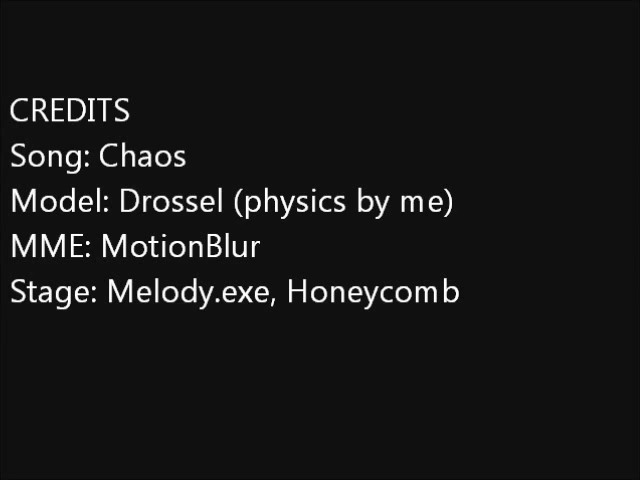 CREDITS
Song: Chaos
Model: Drossel (physics by me)
MME: MotionBlur
Stage: Melody.exe, Honeycomb